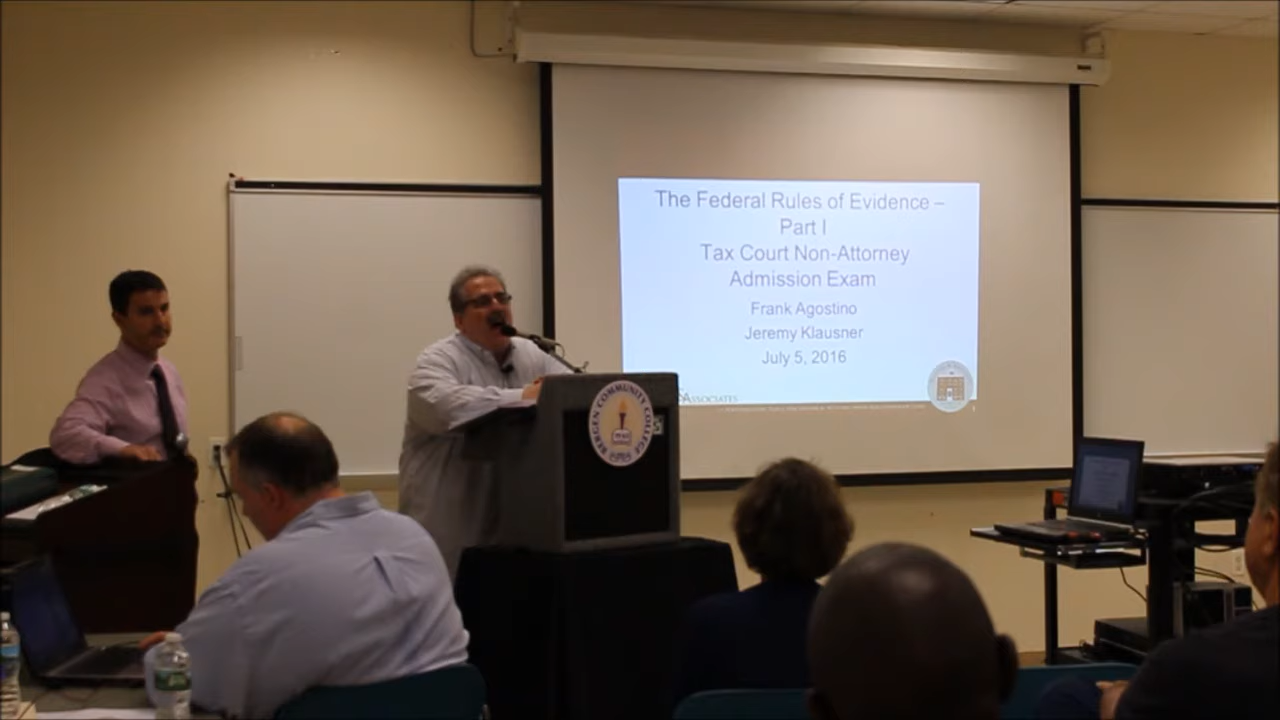 The Federal Rules of Evidence –
Part I
Tax Court Non-Attorney
Admission Exam
Frank Agostino
Jeremy Klausner
July 5, 2016
ASSOCIATES
BERGEN COMMUNITY COLLEGE